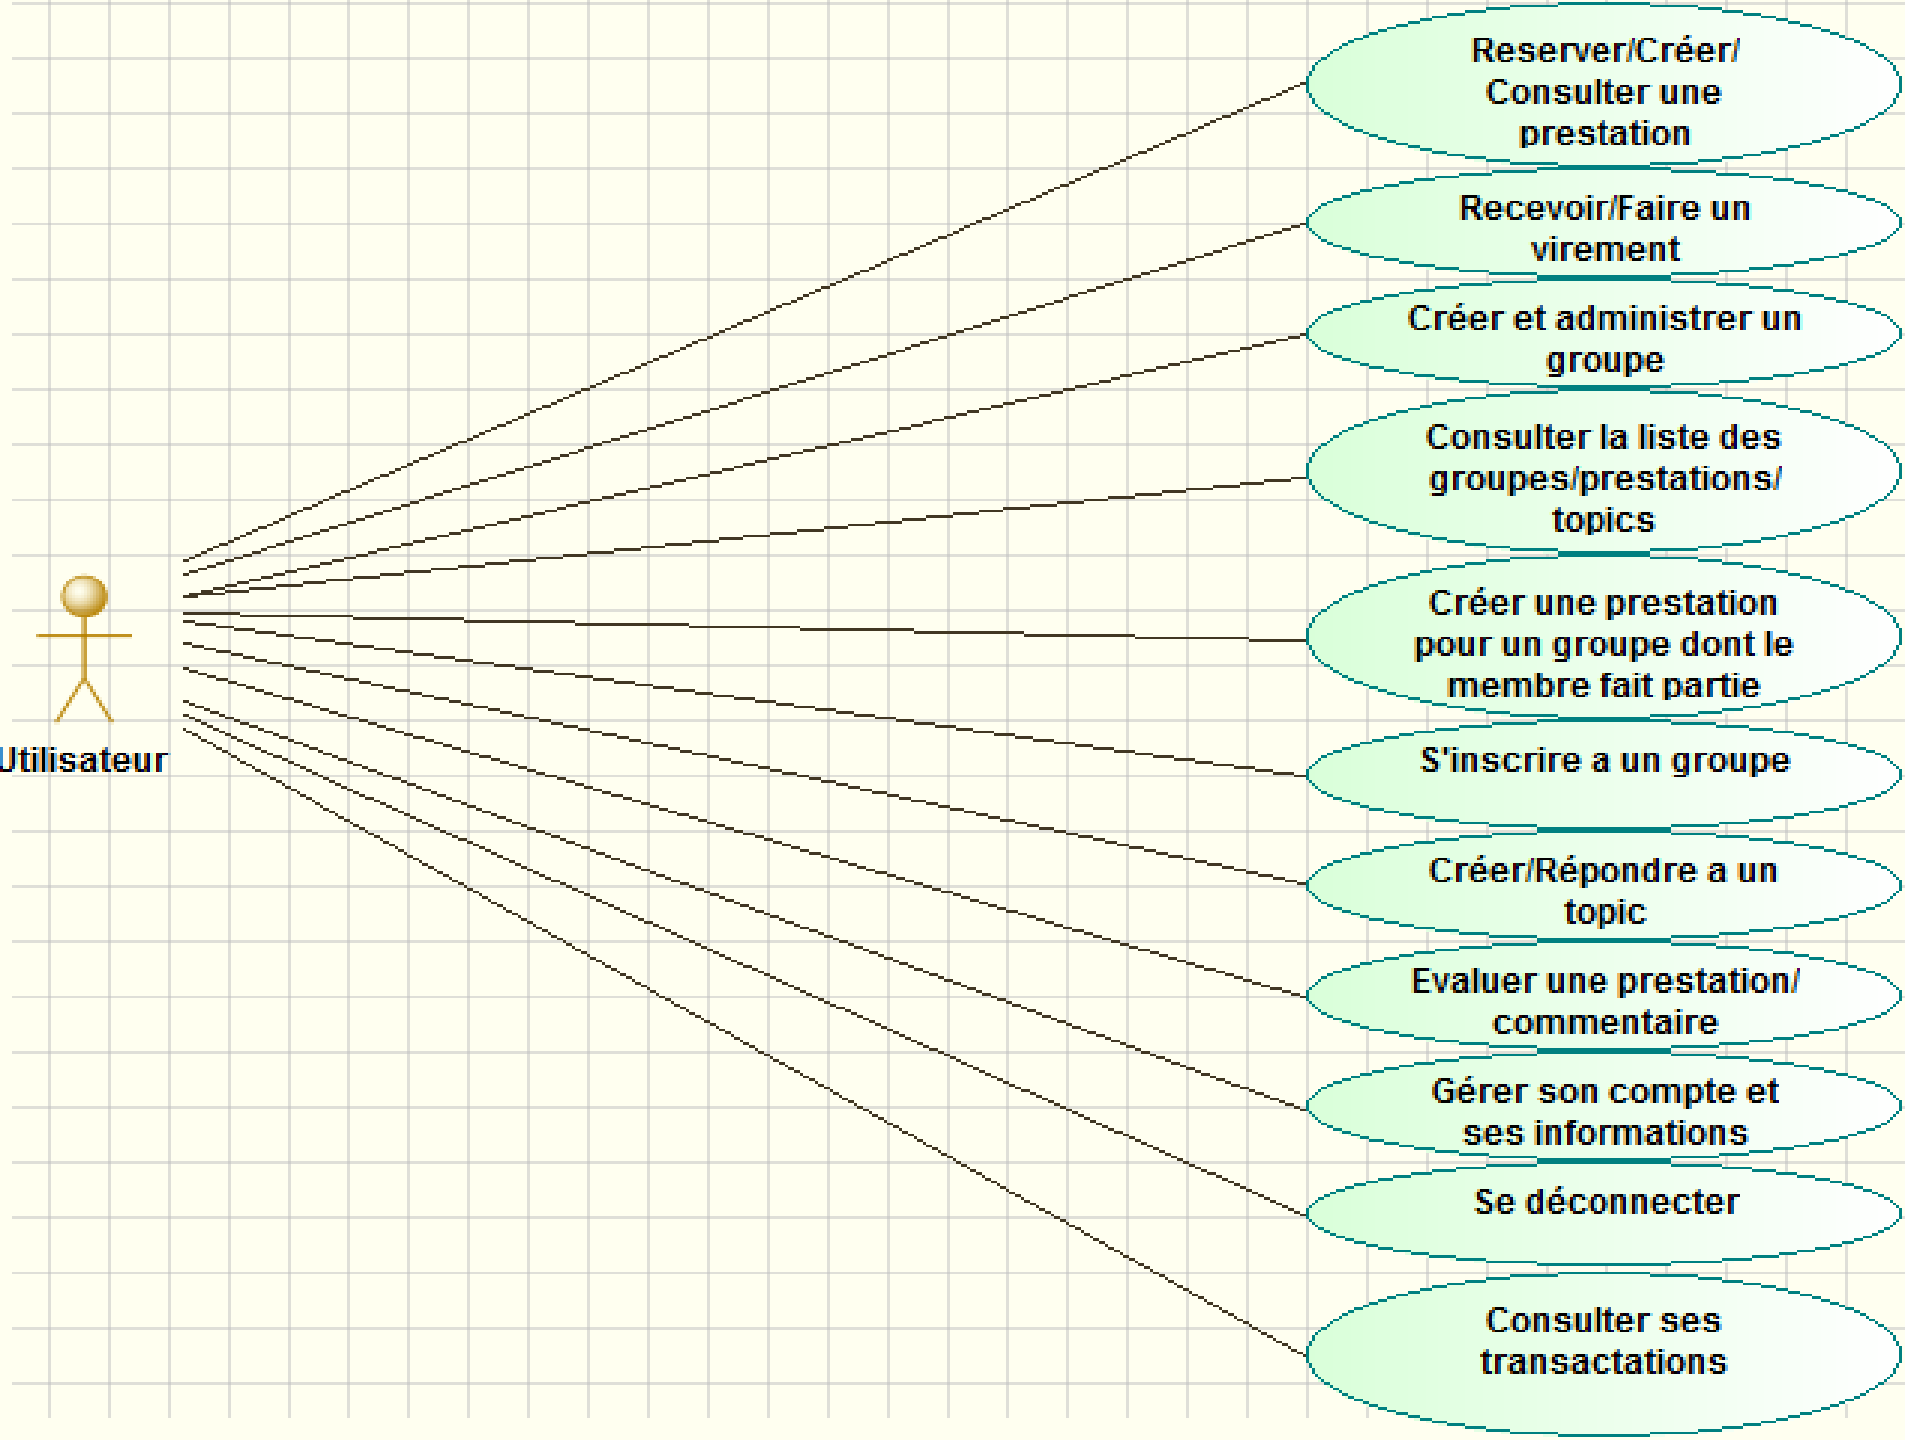 Reserver/Créer/
Consulter une
prestation
Recevoir/Faire un
virement
Créer et administrer un
groupe
Consulter la liste des
groupes/prestations/
topics
Créer une prestation
pour un groupe dont le
membre fait partie
S'inscrire a un groupe
Créer/Répondre a un
topic
Evaluer une prestation/
commentaire
Gérer son compte et
ses informations
Se déconnecter
Consulter ses
transactations
Utilisateur